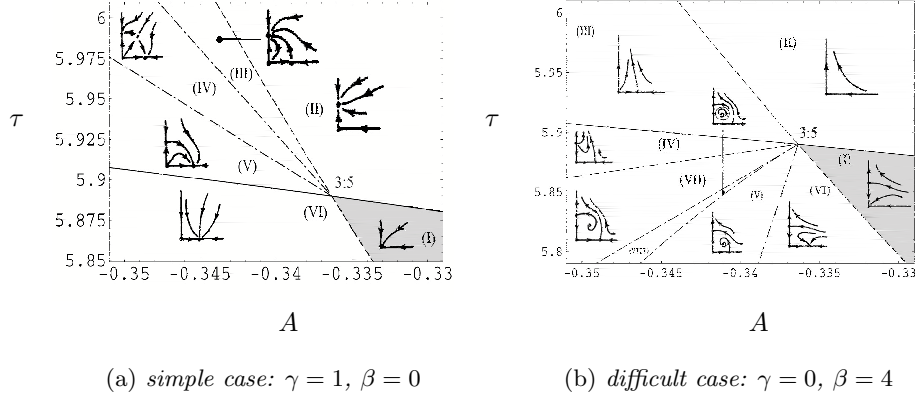 6
5.975
5.95
5.925
5.9
5.875
5.85
τ
(III)
(IV)
(II)
(V)
3:5
(VI)
(I)
-0.35
-0.345
-0.34
-0.335
-0.33
A
(a) simple case: γ = 1, β = 0
6
5.95
5.9
5.85
5.8
τ
(III)
(II)
3:5
(IV)
(I)
(VII)
(V)
(VI)
-0.35
-0.345
-0.34
-0.335
-0.33
A
(b) difficult case: γ = 0, β = 4